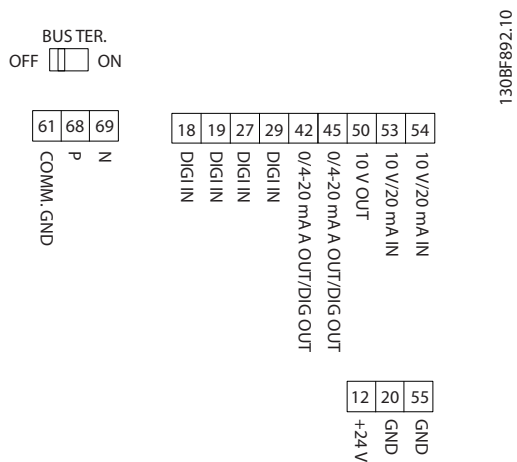 130BF892.10
BUS TER.
OFF ON
61 68 69
COMM. GND
P
N
18 19 27 29 42 45 50 53 54
DIGI IN
DIGI IN
DIGI IN
DIGI IN
0/4-20 mA A OUT/DIG OUT
0/4-20 mA A OUT/DIG OUT
10 V OUT
10 V/20 mA IN
10 V/20 mA IN
12 20 55
+24 V
GND
GND